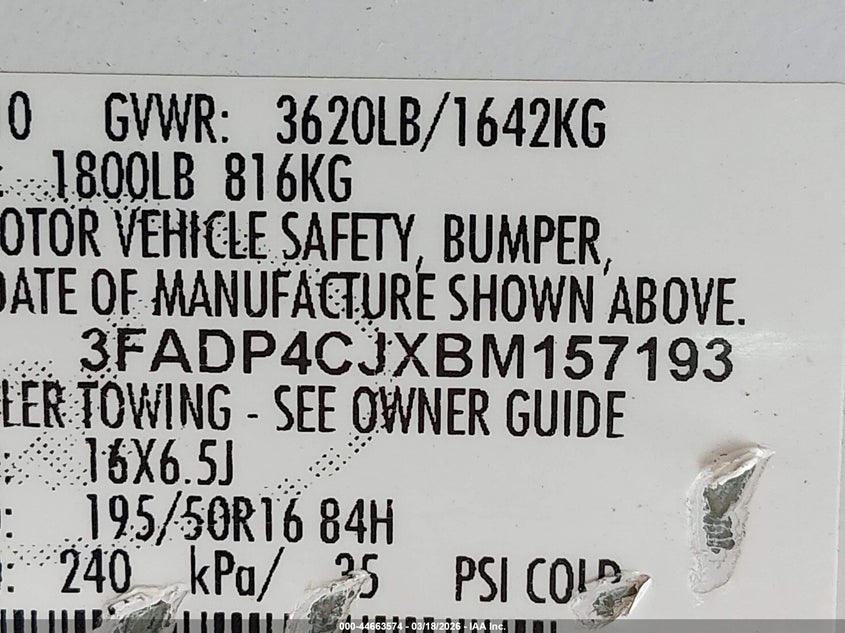 0 GVWR: 3620LB/1642KG
: 1800LB 816KG
OTOR VEHICLE SAFETY, BUMPER,
DATE OF MANUFACTURE SHOWN ABOVE.
3FADP4CJXBM157193
LER TOWING - SEE OWNER GUIDE
: 16X6.5J
: 195/50R16 84H
: 240 kPa/ 35 PSI COLD
000-44663574 - 03/18/2026 - IAA Inc.